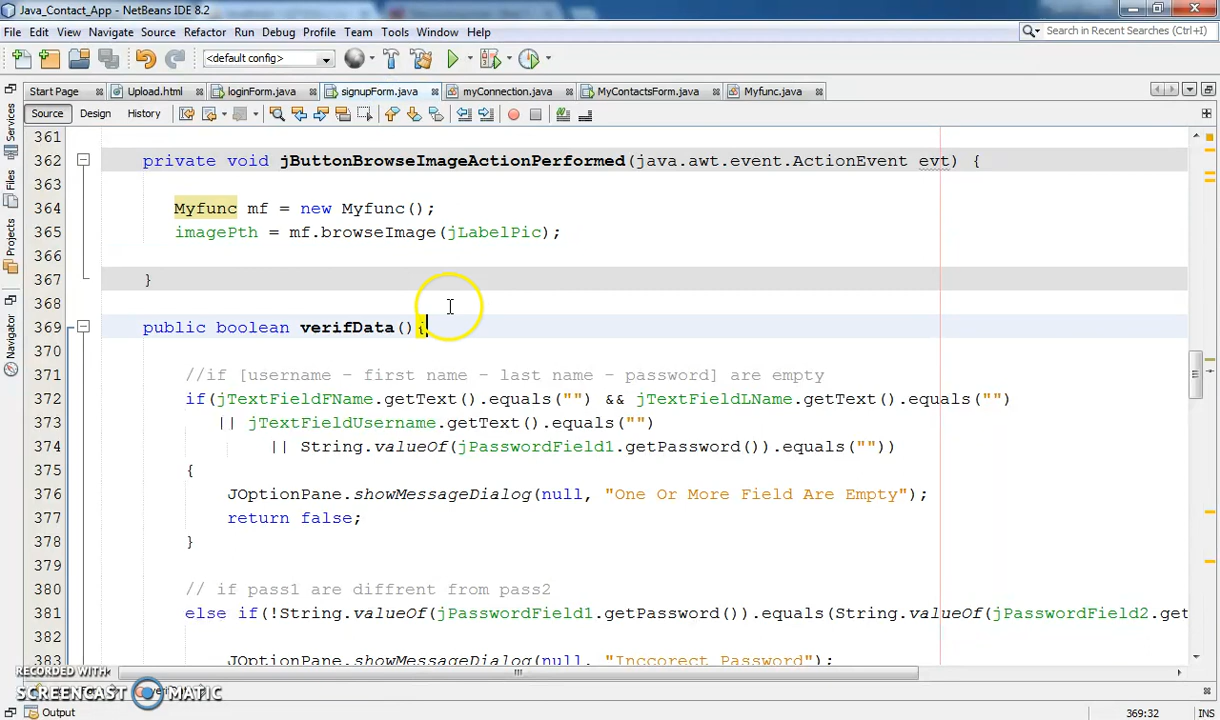 Java_Contact_App - NetBeans IDE 8.2
File Edit View Navigate Source Refactor Run Debug Profile Team Tools Window Help
Search in Recent Searches (Ctrl+I)
<default config>
Start Page Upload.html loginForm.java signupForm.java myConnection.java MyContactsForm.java Myfunc.java
Source Design History
Services
Files
Projects
Navigator
361
362 private void jButtonBrowseImageActionPerformed(java.awt.event.ActionEvent evt) {
363
364 Myfunc mf = new Myfunc();
365 imagePth = mf.browseImage(jLabelPic);
366
367 }
368
369 public boolean verifData(){
370
371 //if [username - first name - last name - password] are empty
372 if(jTextFieldFName.getText().equals("") && jTextFieldLName.getText().equals("")
373 || jTextFieldUsername.getText().equals("")
374 || String.valueOf(jPasswordField1.getPassword()).equals(""))
375 {
376 JOptionPane.showMessageDialog(null, "One Or More Field Are Empty");
377 return false;
378 }
379
380 // if pass1 are diffrent from pass2
381 else if(!String.valueOf(jPasswordField1.getPassword()).equals(String.valueOf(jPasswordField2.get
382
383 JOptionPane.showMessageDialog(null, "Inccorect Password");
RECORDED WITH
SCREENCAST MATIC
Output 369:32 INS